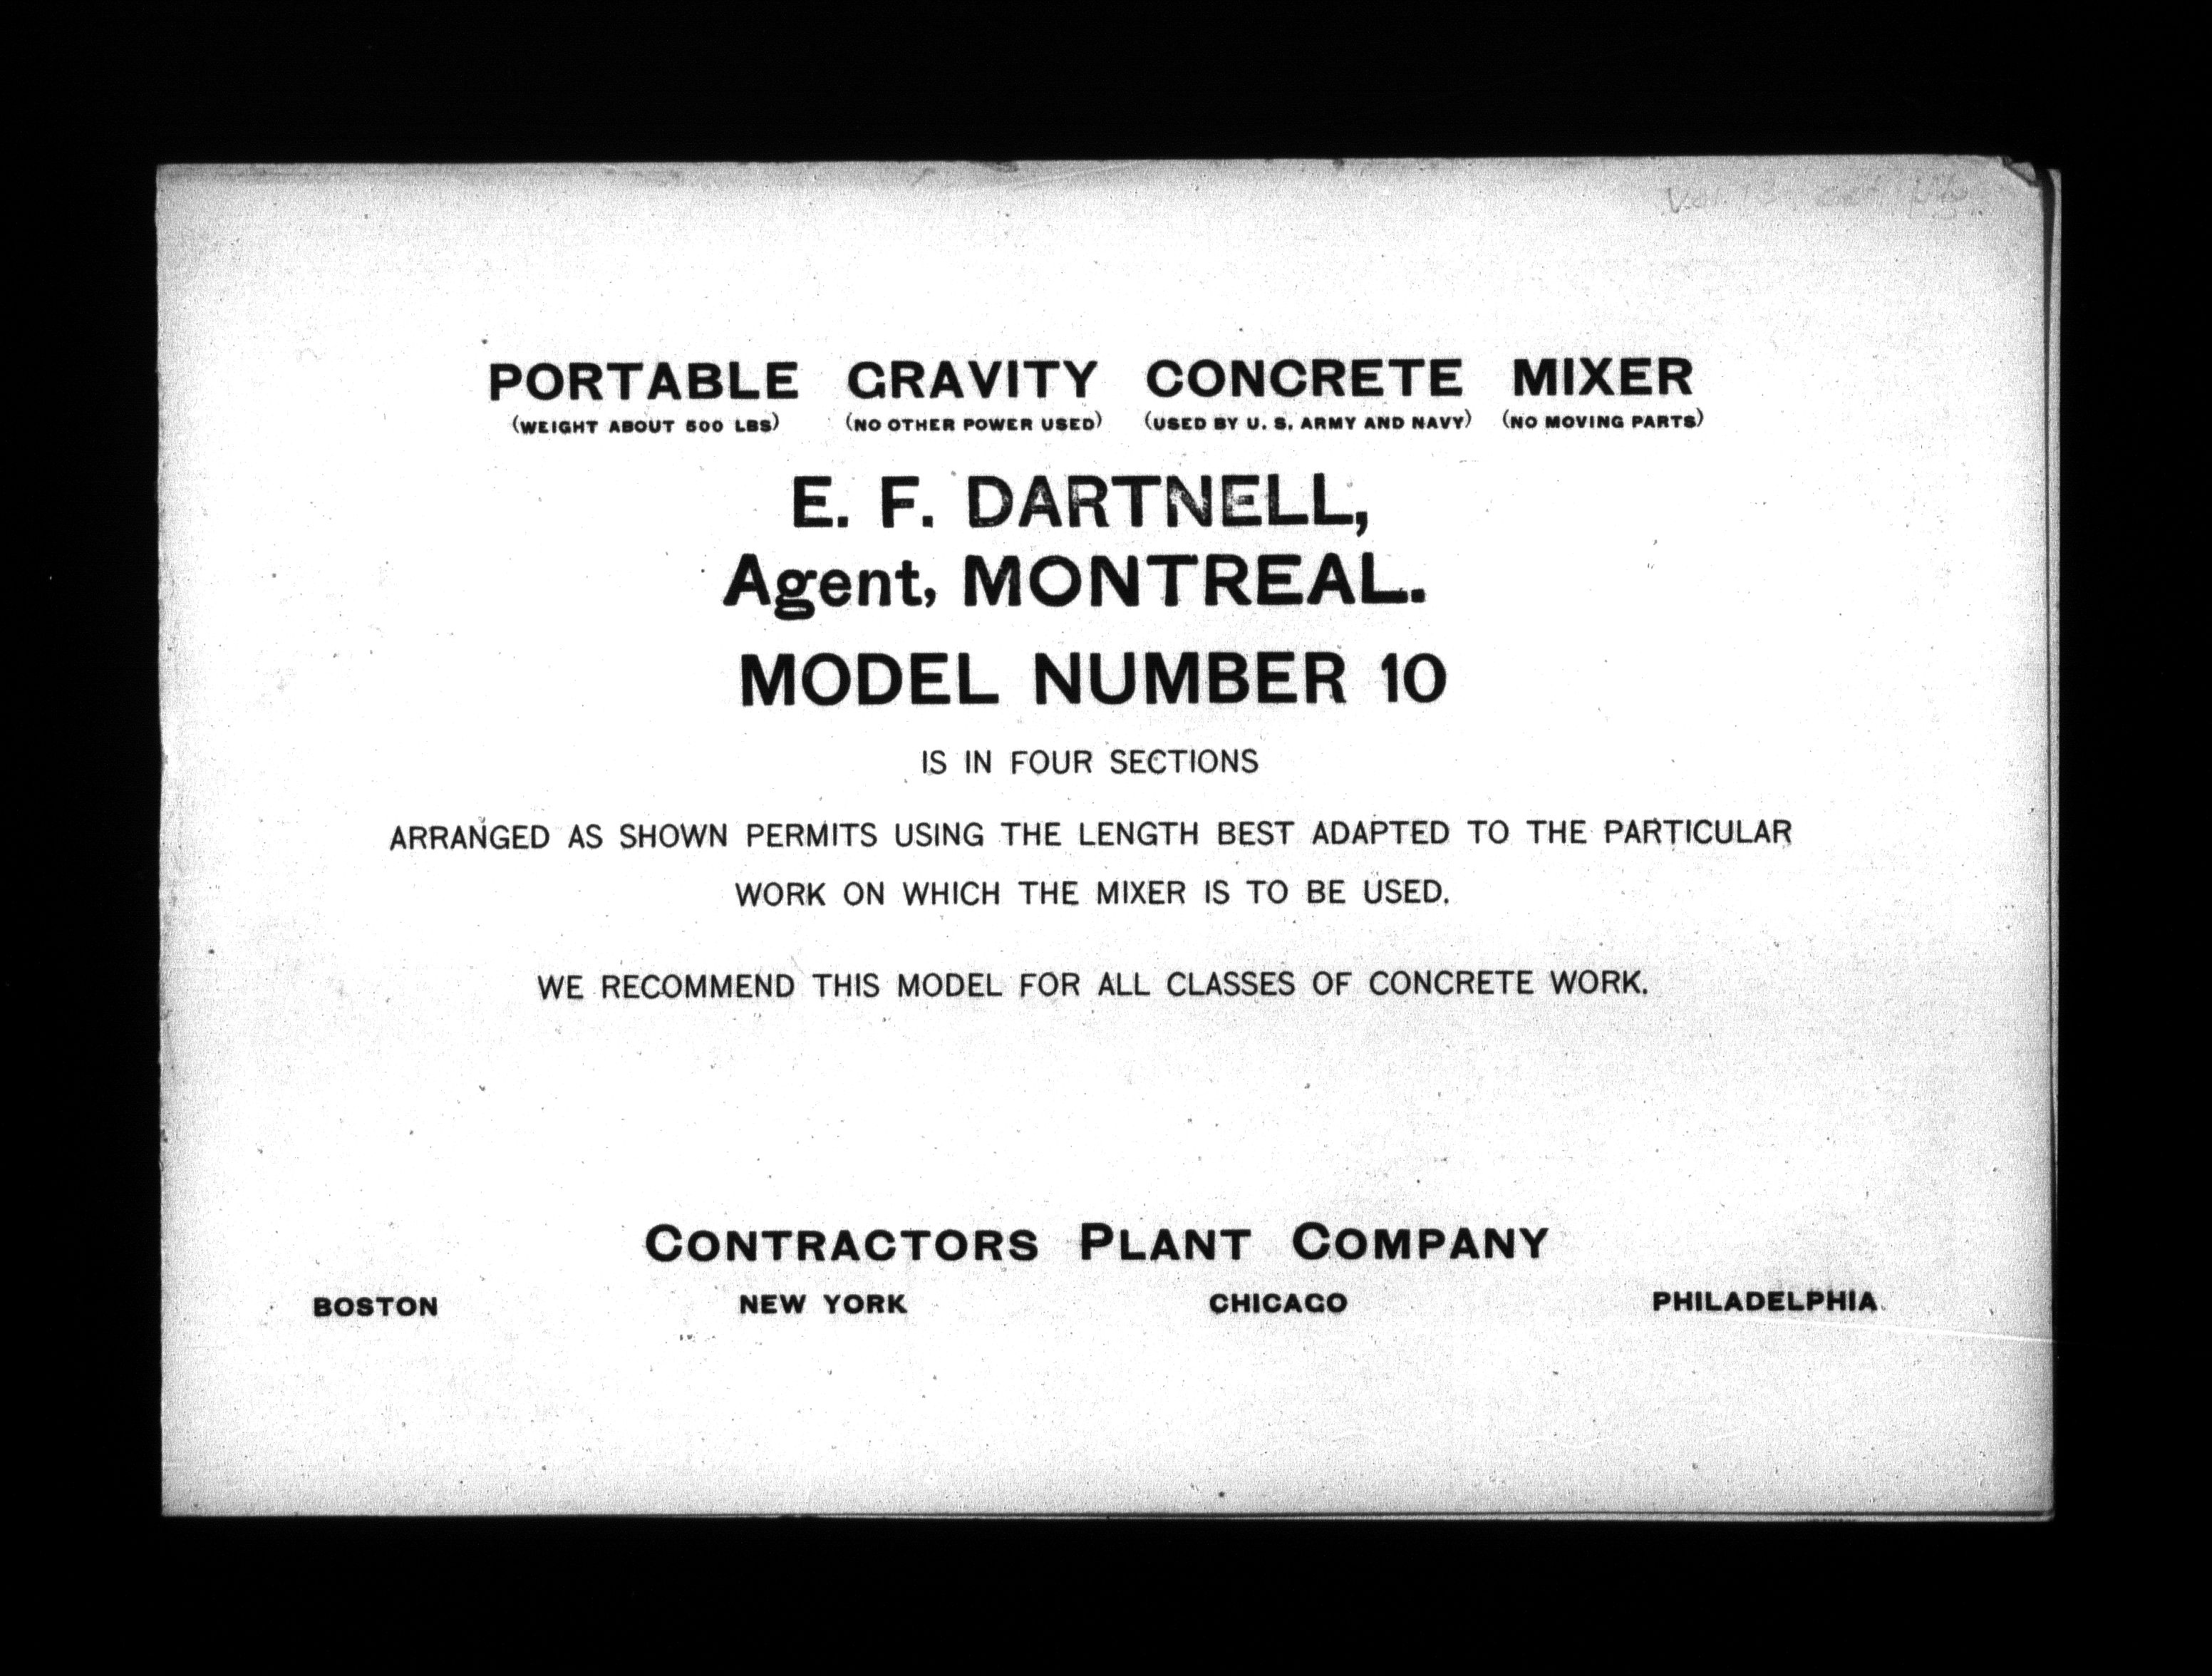 PORTABLE GRAVITY CONCRETE MIXER
(WEIGHT ABOUT 500 LBS) (NO OTHER POWER USED) (USED BY U. S. ARMY AND NAVY) (NO MOVING PARTS)
E. F. DARTNELL,
Agent, MONTREAL.
MODEL NUMBER 10
IS IN FOUR SECTIONS
ARRANGED AS SHOWN PERMITS USING THE LENGTH BEST ADAPTED TO THE PARTICULAR
WORK ON WHICH THE MIXER IS TO BE USED.
WE RECOMMEND THIS MODEL FOR ALL CLASSES OF CONCRETE WORK.
CONTRACTORS PLANT COMPANY
BOSTON NEW YORK CHICAGO PHILADELPHIA